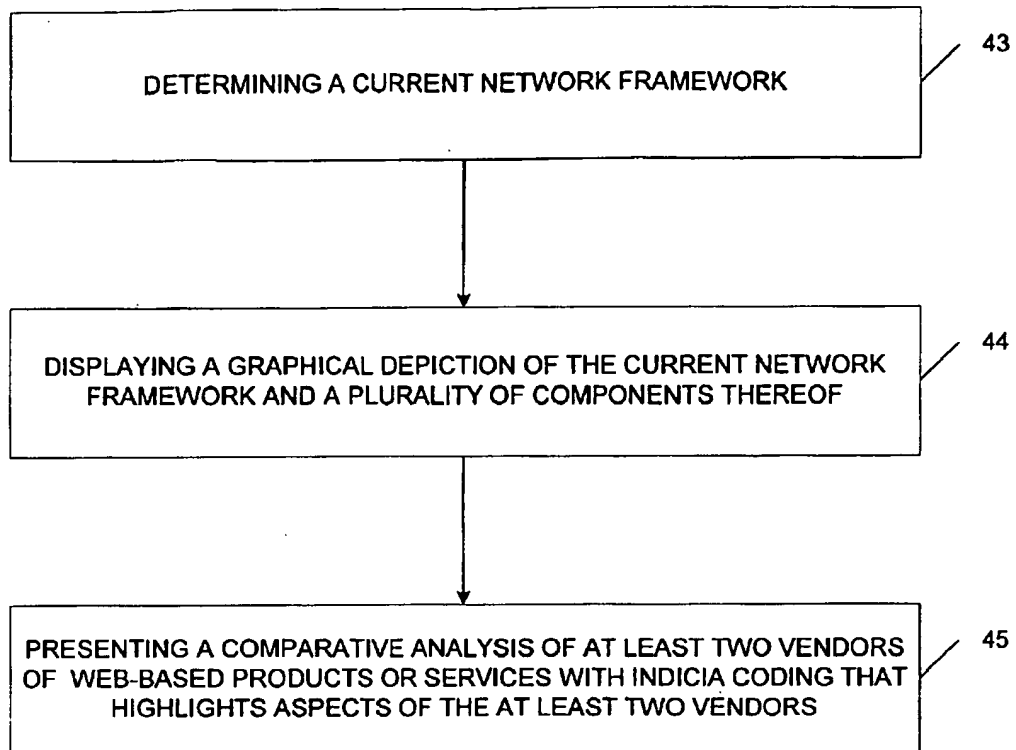 43
DETERMINING A CURRENT NETWORK FRAMEWORK
44
DISPLAYING A GRAPHICAL DEPICTION OF THE CURRENT NETWORK
FRAMEWORK AND A PLURALITY OF COMPONENTS THEREOF
45
PRESENTING A COMPARATIVE ANALYSIS OF AT LEAST TWO VENDORS
OF WEB-BASED PRODUCTS OR SERVICES WITH INDICIA CODING THAT
HIGHLIGHTS ASPECTS OF THE AT LEAST TWO VENDORS